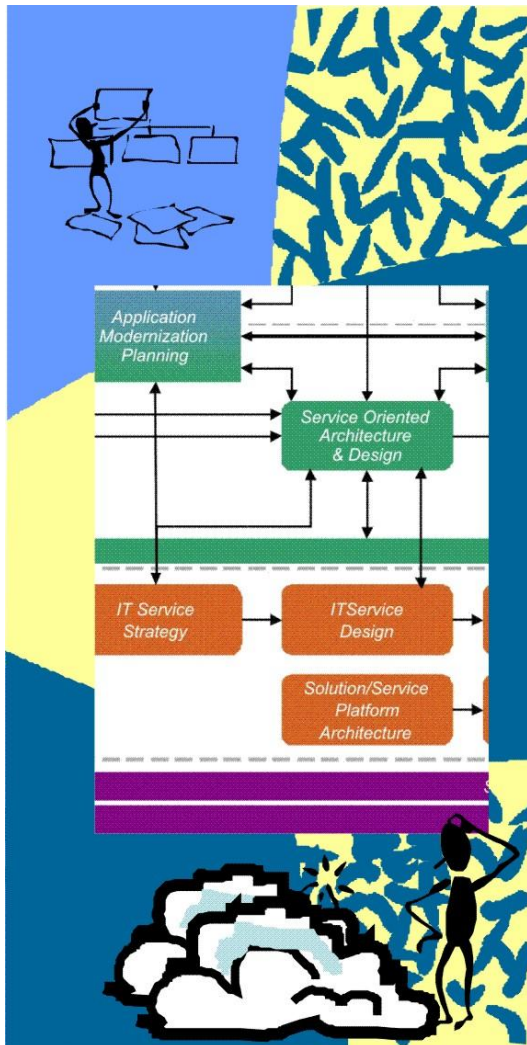 Application
Modernization
Planning
Service Oriented
Architecture
& Design
IT Service
Strategy
ITService
Design
Solution/Service
Platform
Architecture